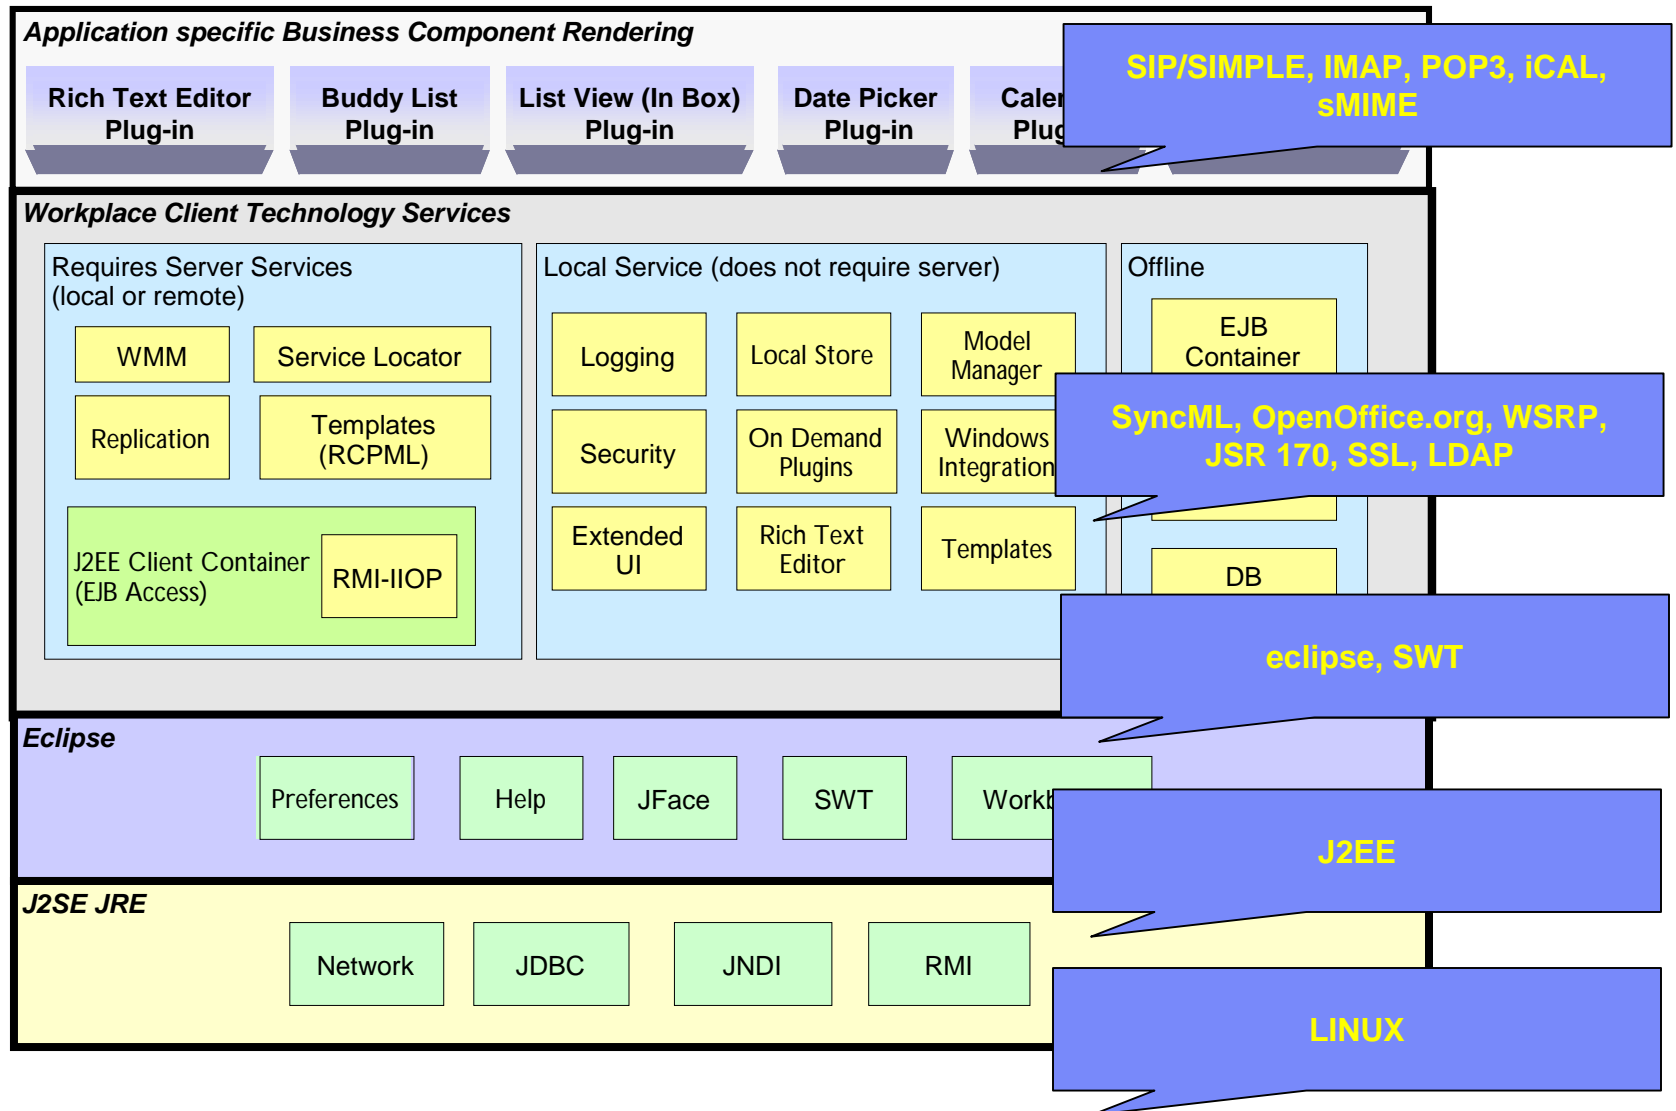 Application specific Business Component Rendering
SIP/SIMPLE, IMAP, POP3, iCAL,
sMIME
Rich Text Editor
Plug-in
Buddy List
Plug-in
List View (In Box)
Plug-in
Date Picker
Plug-in
Workplace Client Technology Services
Requires Server Services
(local or remote)
WMM
Service Locator
Replication
Templates
(RCPML)
J2EE Client Container
(EJB Access)
RMI-IIOP
Local Service (does not require server)
Logging
Local Store
Model
Manager
Security
On Demand
Plugins
Windows
Integration
Extended
UI
Rich Text
Editor
Templates
Offline
EJB
Container
DB
SyncML, OpenOffice.org, WSRP,
JSR 170, SSL, LDAP
eclipse, SWT
Eclipse
Preferences
Help
JFace
SWT
J2EE
J2SE JRE
Network
JDBC
JNDI
RMI
LINUX